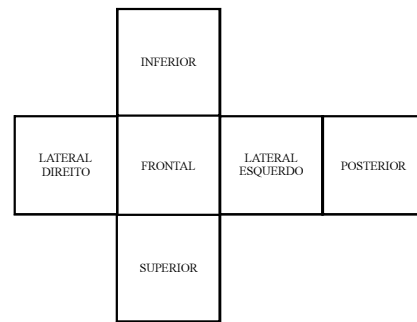 INFERIOR
LATERAL
DIREITO
FRONTAL
LATERAL
ESQUERDO
POSTERIOR
SUPERIOR